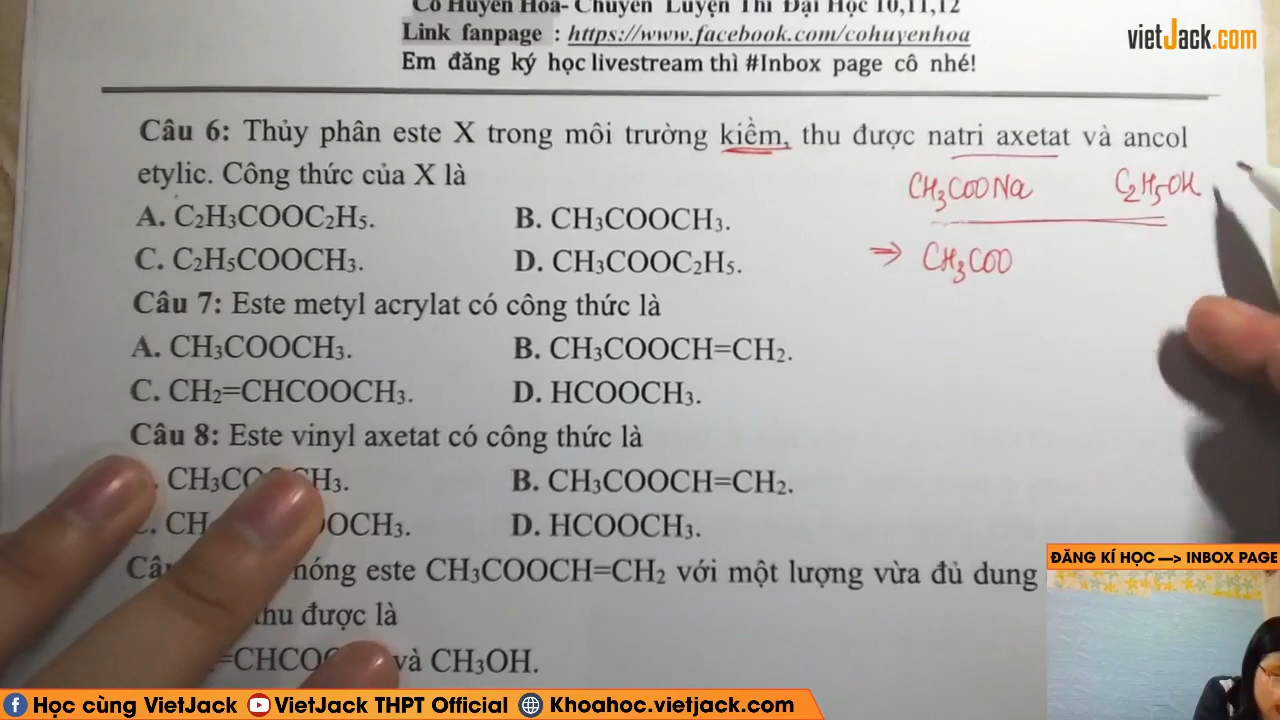 Cô Huyền Hóa- Chuyên Luyện Thi Đại Học 10,11,12
Link fanpage : https://www.facebook.com/cohuyenhoa
Em đăng ký học livestream thì #Inbox page cô nhé!
vietJack.com
Câu 6: Thủy phân este X trong môi trường kiềm, thu được natri axetat và ancol
etylic. Công thức của X là
CH₃COONa C₂H₅OH
A. C₂H₃COOC₂H₅. B. CH₃COOCH₃.
C. C₂H₅COOCH₃. D. CH₃COOC₂H₅.
⇒ CH₃COO
Câu 7: Este metyl acrylat có công thức là
A. CH₃COOCH₃. B. CH₃COOCH=CH₂.
C. CH₂=CHCOOCH₃. D. HCOOCH₃.
Câu 8: Este vinyl axetat có công thức là
CH₃CO H₃. B. CH₃COOCH=CH₂.
CH OCH₃. D. HCOOCH₃.
nóng este CH₃COOCH=CH₂ với một lượng vừa đủ dung
thu được là
=CHCO và CH₃OH.
ĐĂNG KÍ HỌC —> INBOX PAGE
Học cùng VietJack VietJack THPT Official Khoahoc.vietjack.com